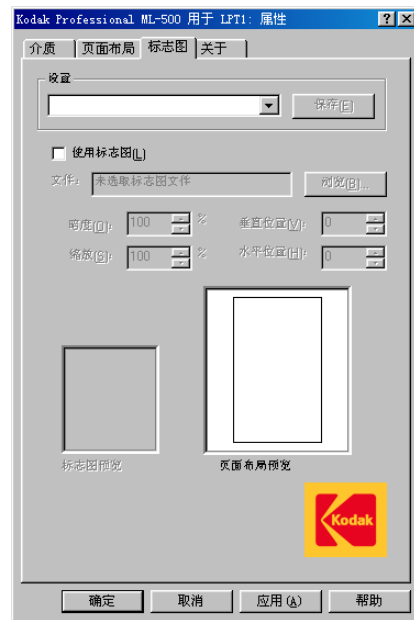 Kodak Professional ML-500 用于 LPT1: 属性
介质 页面布局 标志图 关于
设置
保存(E)
使用标志图(L)
文件: 未选取标志图文件 浏览(B)...
暗度(O): 100 % 垂直位置(V): 0
缩放(S): 100 % 水平位置(H): 0
标志图预览 页面布局预览
Kodak
确定 取消 应用(A) 帮助